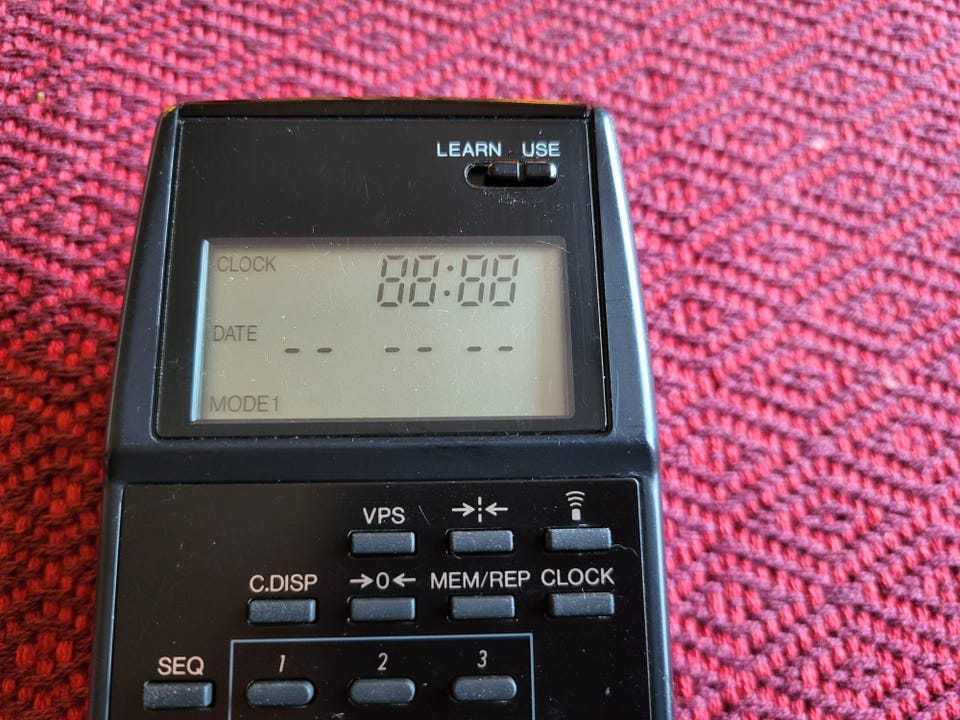 LEARN USE
CLOCK 88:88
DATE -- -- --
MODE1
VPS →¦←
C.DISP →0← MEM/REP CLOCK
SEQ 1 2 3